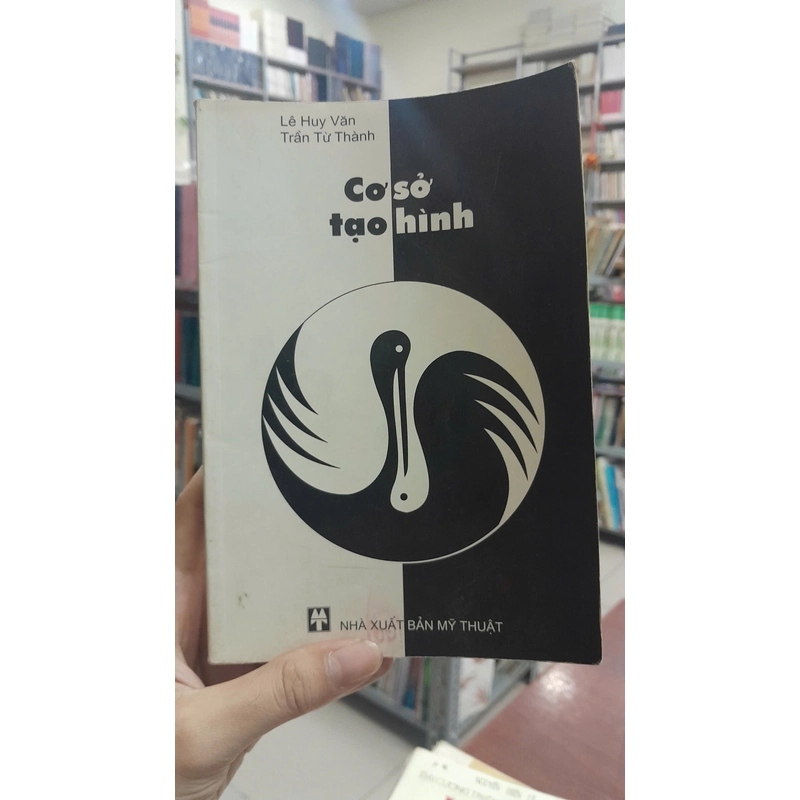 Lê Huy Văn
Trần Từ Thành
Cơ sở
tạo hình
NHÀ XUẤT BẢN MỸ THUẬT